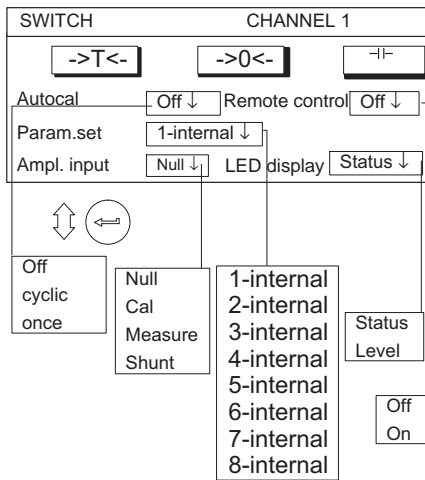 SWITCH CHANNEL 1
->T<- ->0<-
Autocal Off ↓ Remote control Off ↓
Param.set 1-internal ↓
Ampl. input Null ↓ LED display Status ↓
Off
cyclic
once
Null
Cal
Measure
Shunt
1-internal
2-internal
3-internal
4-internal
5-internal
6-internal
7-internal
8-internal
Status
Level
Off
On